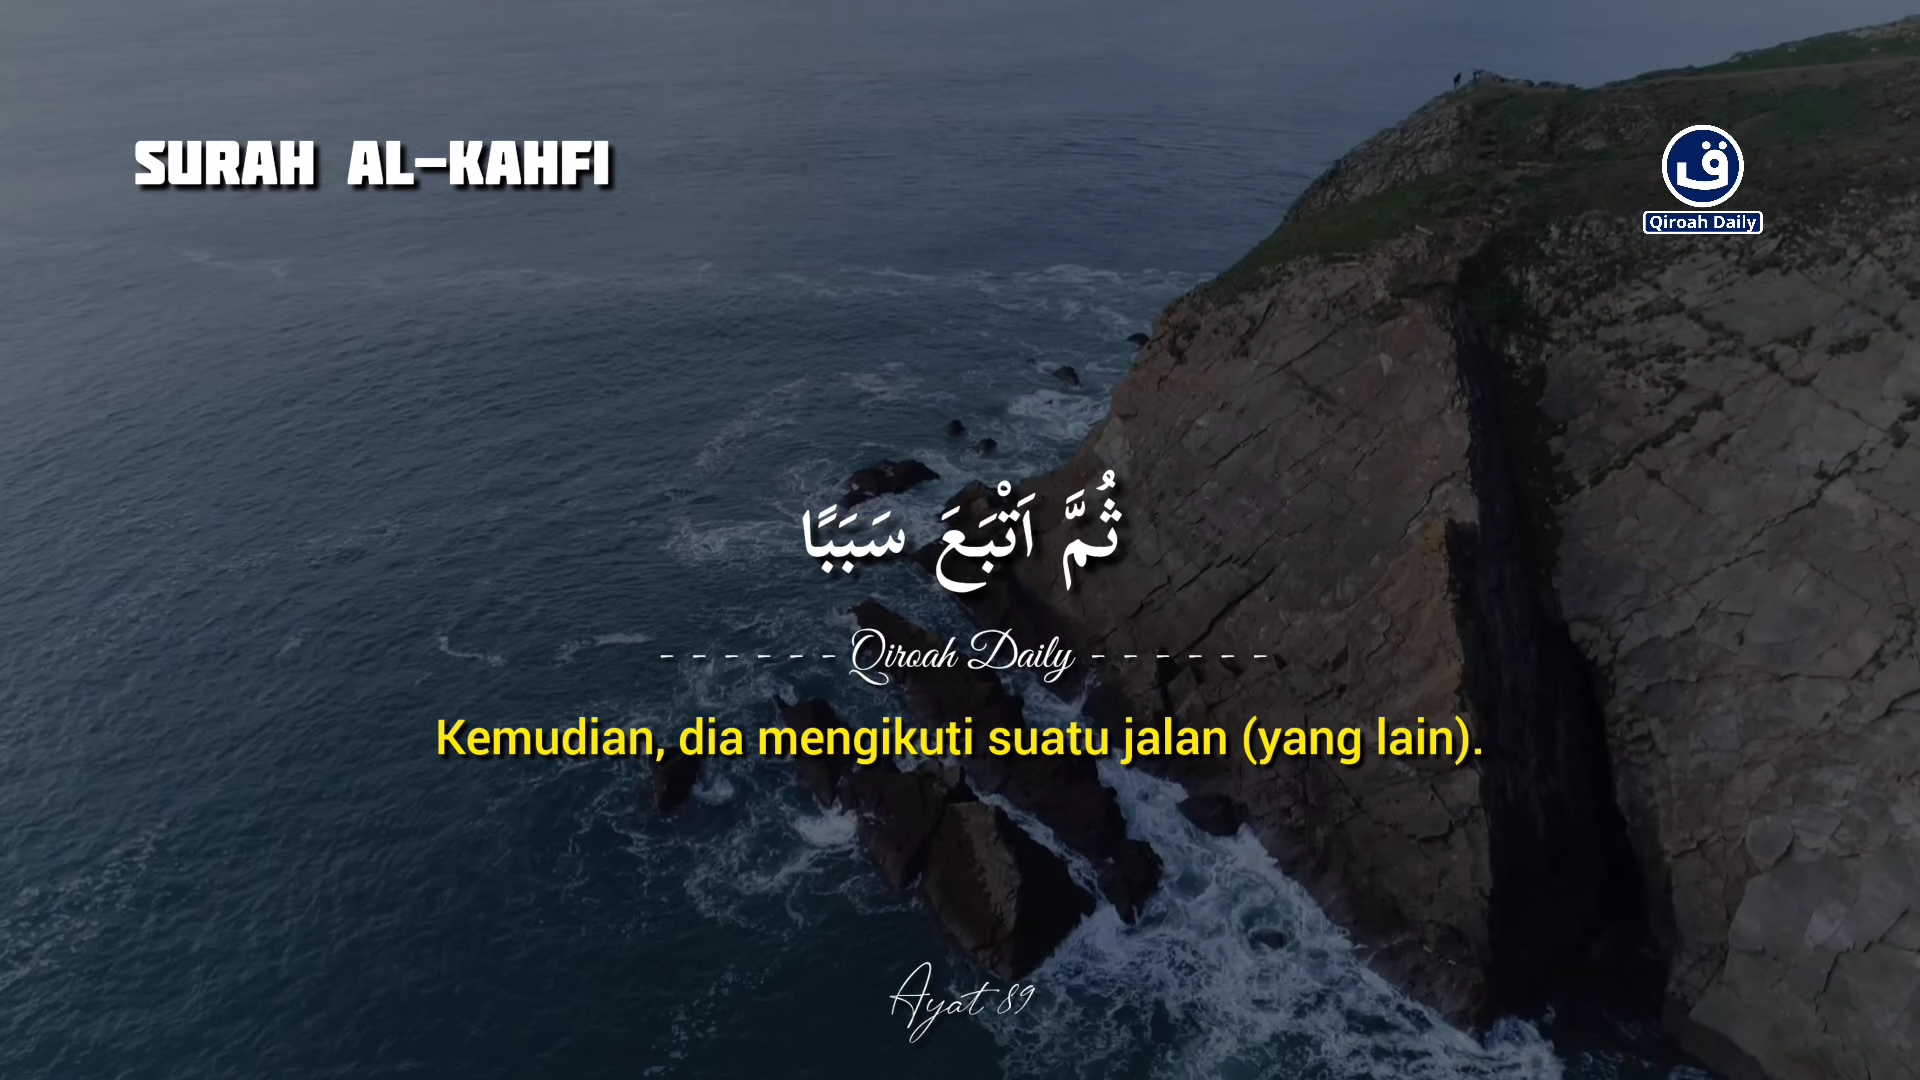 SURAH AL-KAHFI
ق
Qiroah Daily
ثُمَّ اَتْبَعَ سَبَبًا
- - - - - - Qiroah Daily - - - - - -
Kemudian, dia mengikuti suatu jalan (yang lain).
Ayat 89